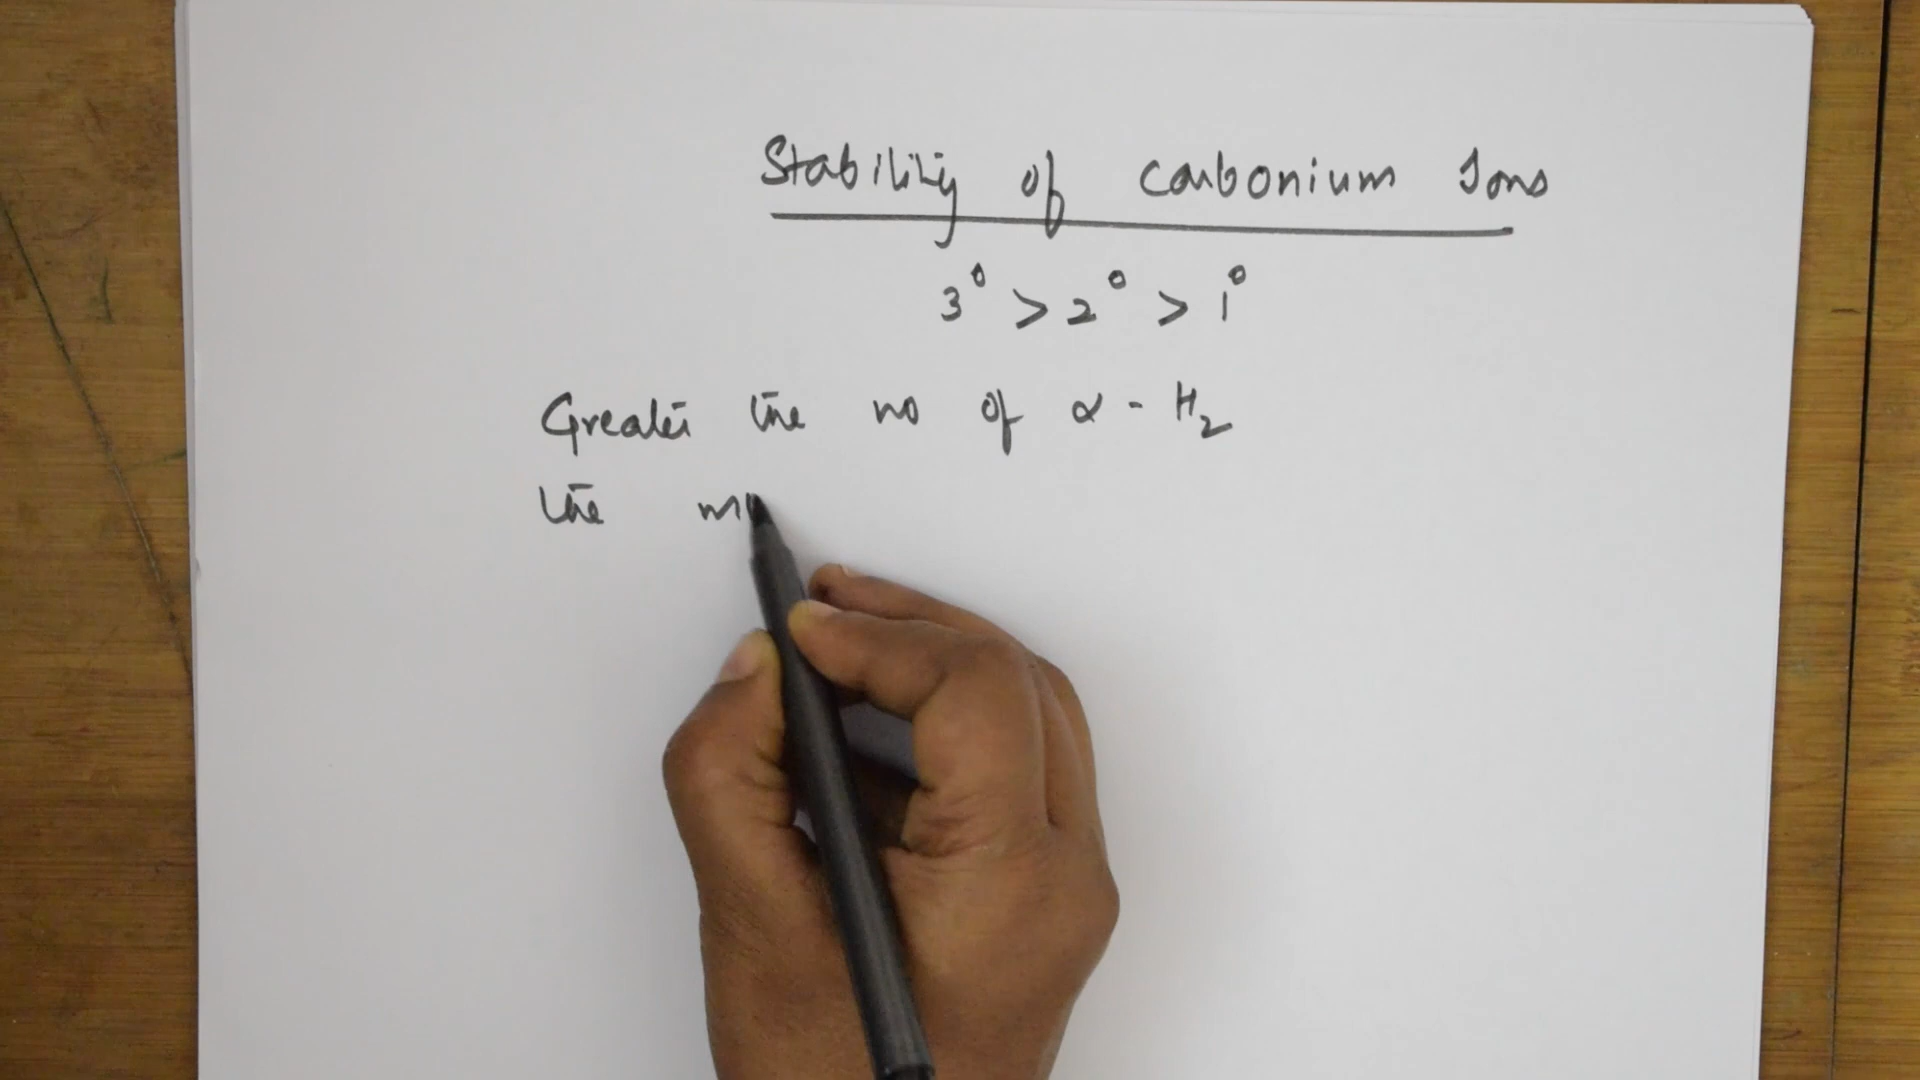 Stability of carbonium Ions
3° > 2° > 1°
Greater the no of α - H₂
the